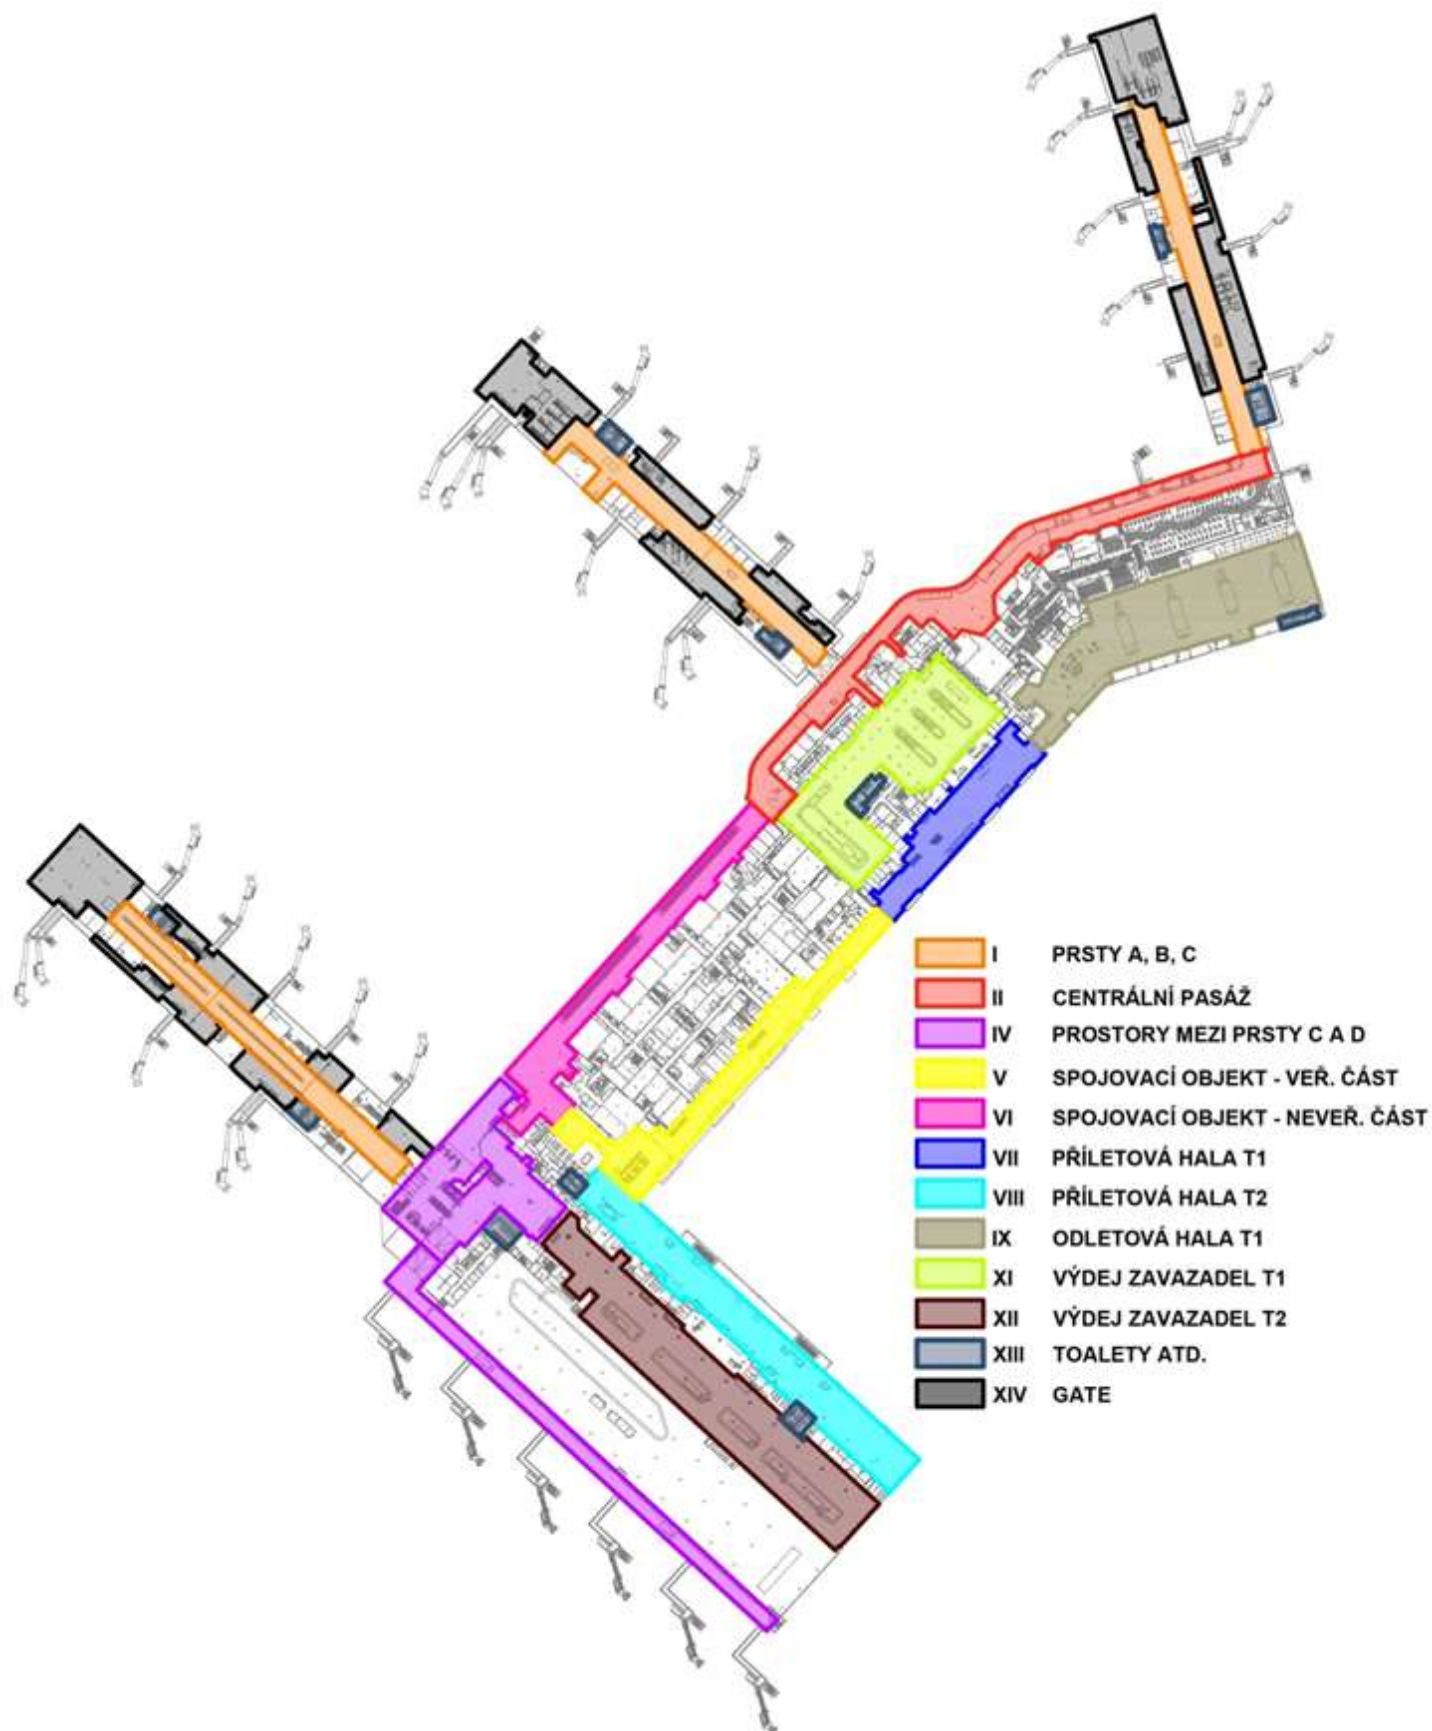 I PRSTY A, B, C
II CENTRÁLNÍ PASÁŽ
IV PROSTORY MEZI PRSTY C A D
V SPOJOVACÍ OBJEKT - VEŘ. ČÁST
VI SPOJOVACÍ OBJEKT - NEVEŘ. ČÁST
VII PŘÍLETOVÁ HALA T1
VIII PŘÍLETOVÁ HALA T2
IX ODLETOVÁ HALA T1
XI VÝDEJ ZAVAZADEL T1
XII VÝDEJ ZAVAZADEL T2
XIII TOALETY ATD.
XIV GATE